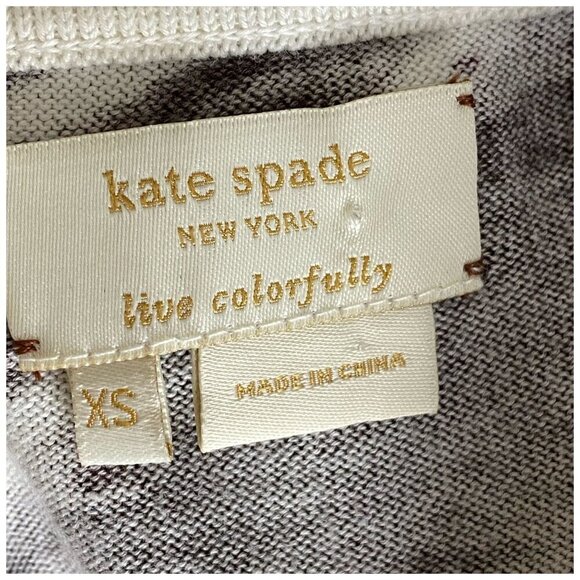 kate spade
NEW YORK
live colorfully
XS
MADE IN CHINA